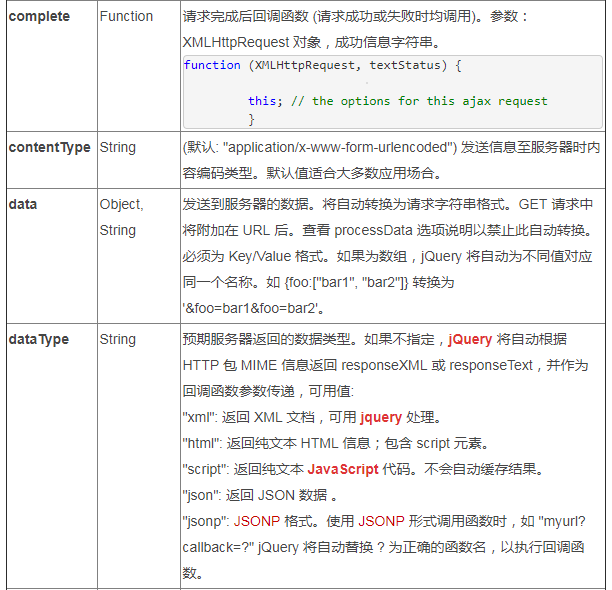 complete Function 请求完成后回调函数 (请求成功或失败时均调用)。参数：
XMLHttpRequest 对象，成功信息字符串。
function (XMLHttpRequest, textStatus) {
this; // the options for this ajax request
}
contentType String (默认: "application/x-www-form-urlencoded") 发送信息至服务器时内
容编码类型。默认值适合大多数应用场合。
data Object, 发送到服务器的数据。将自动转换为请求字符串格式。GET 请求中
String 将附加在 URL 后。查看 processData 选项说明以禁止此自动转换。
必须为 Key/Value 格式。如果为数组，jQuery 将自动为不同值对应
同一个名称。如 {foo:["bar1", "bar2"]} 转换为
'&foo=bar1&foo=bar2'。
dataType String 预期服务器返回的数据类型。如果不指定，jQuery 将自动根据
HTTP 包 MIME 信息返回 responseXML 或 responseText，并作为
回调函数参数传递，可用值:
"xml": 返回 XML 文档，可用 jquery 处理。
"html": 返回纯文本 HTML 信息；包含 script 元素。
"script": 返回纯文本 JavaScript 代码。不会自动缓存结果。
"json": 返回 JSON 数据 。
"jsonp": JSONP 格式。使用 JSONP 形式调用函数时，如 "myurl?
callback=?" jQuery 将自动替换 ? 为正确的函数名，以执行回调函
数。